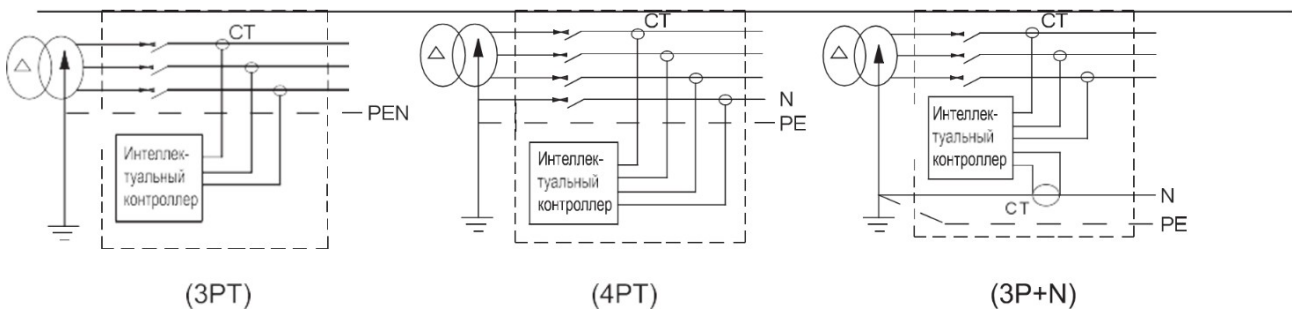 CT
PEN
Интеллек-
туальный
контроллер
(3PT)
CT
N
PE
Интеллек-
туальный
контроллер
(4PT)
CT
Интеллек-
туальный
контроллер
CT
N
PE
(3P+N)